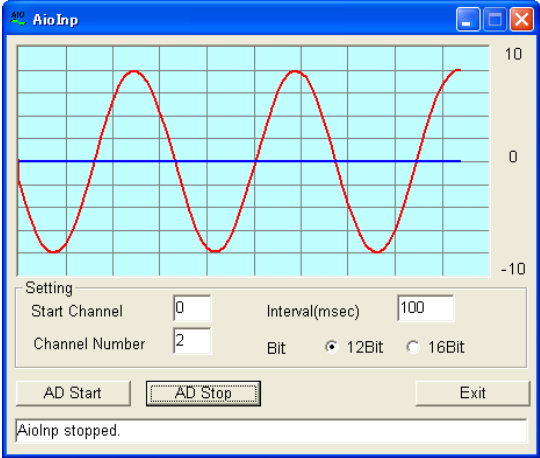 AIO AioInp
10
0
-10
Setting
Start Channel 0 Interval(msec) 100
Channel Number 2 Bit 12Bit 16Bit
AD Start AD Stop Exit
AioInp stopped.